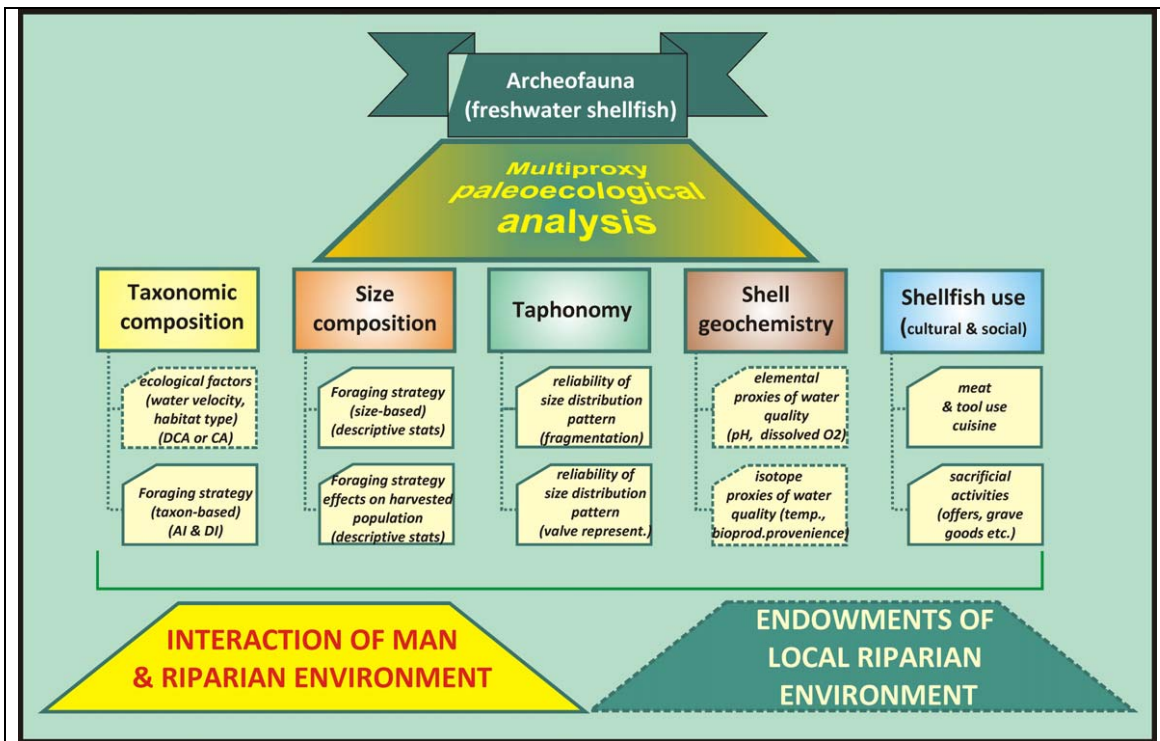 Archeofauna
(freshwater shellfish)
Multiproxy
paleoecological
analysis
Taxonomic
composition
ecological factors
(water velocity,
habitat type)
(DCA or CA)
Foraging strategy
(taxon-based)
(AI & DI)
Size
composition
Foraging strategy
(size-based)
(descriptive stats)
Foraging strategy
effects on harvested
population
(descriptive stats)
Taphonomy
reliability of
size distribution
pattern
(fragmentation)
reliability of
size distribution
pattern
(valve represent.)
Shell
geochemistry
elemental
proxies of water
quality
(pH, dissolved O2)
isotope
proxies of water
quality (temp.,
bioprod.provenience)
Shellfish use
(cultural & social)
meat
& tool use
cuisine
sacrificial
activities
(offers, grave
goods etc.)
INTERACTION OF MAN
& RIPARIAN ENVIRONMENT
ENDOWMENTS OF
LOCAL RIPARIAN
ENVIRONMENT